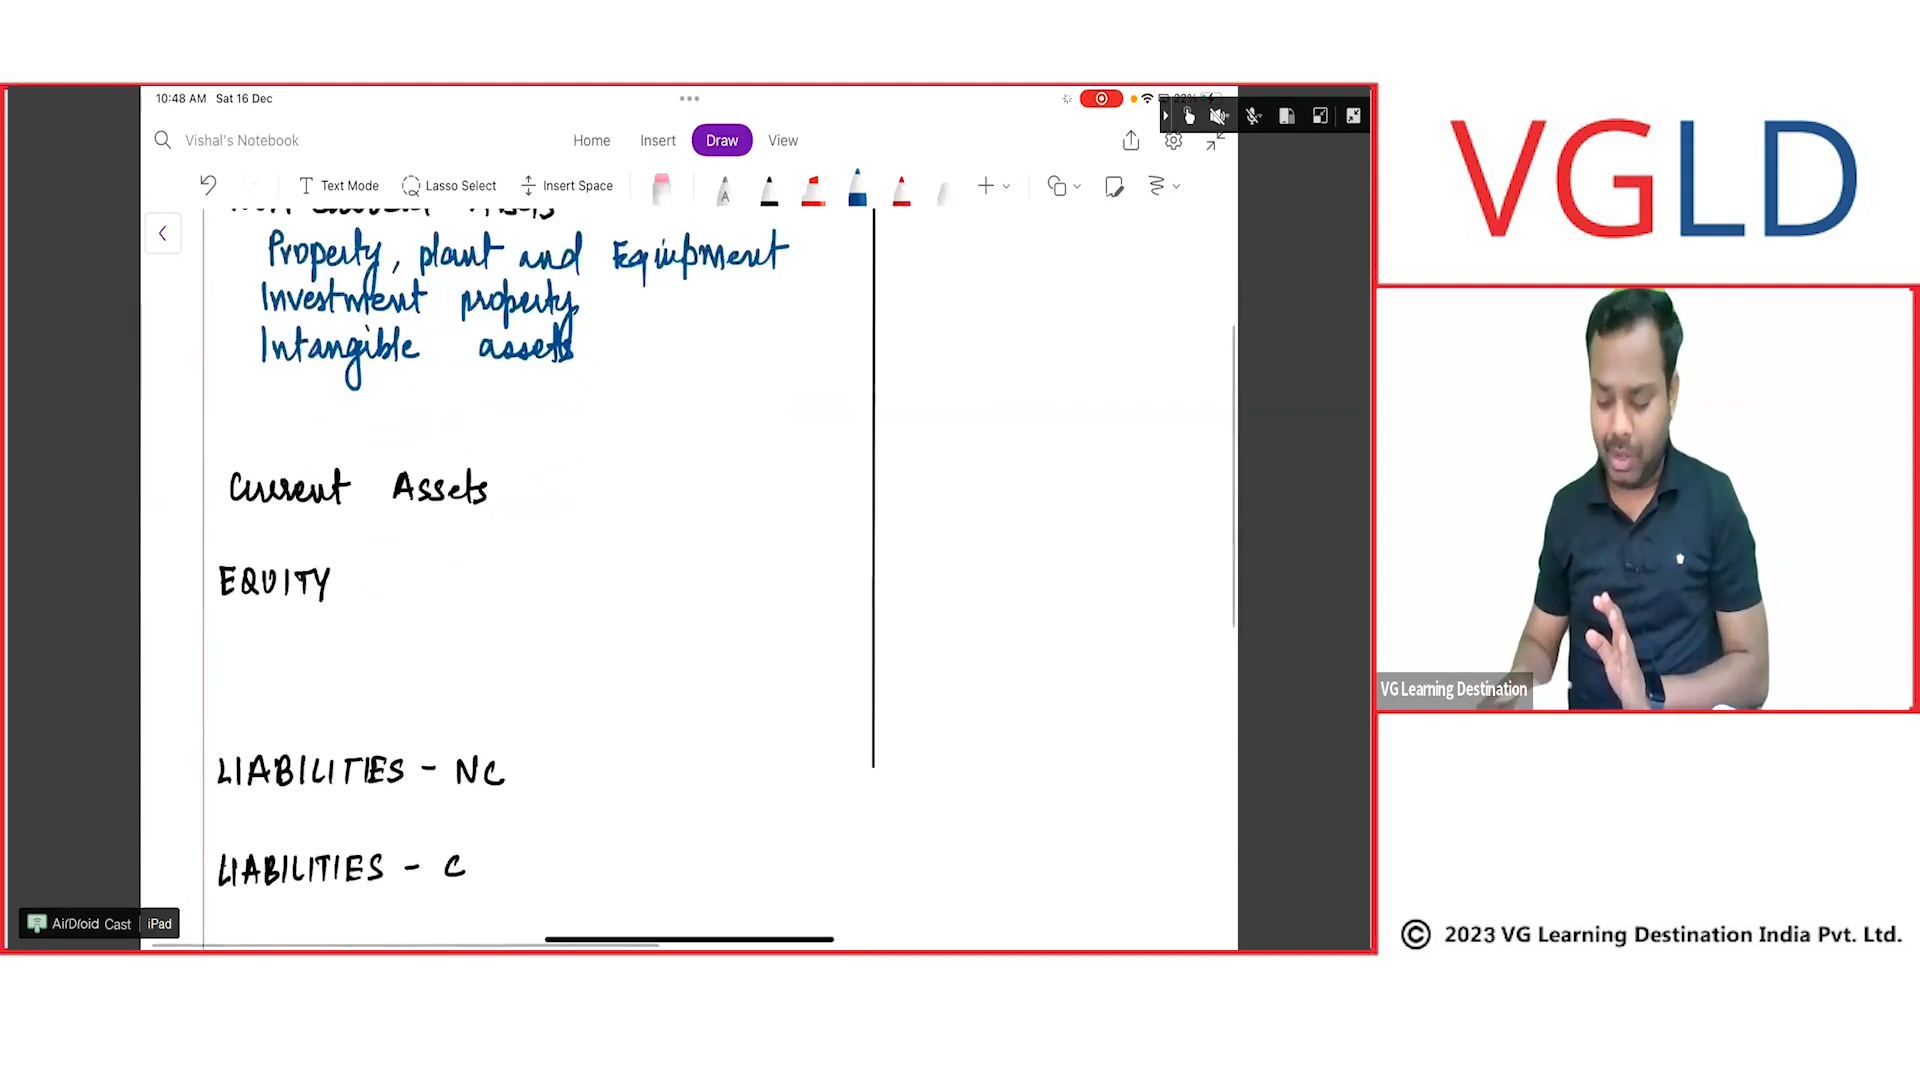 10:48 AM Sat 16 Dec
22%
VGLD
Vishal's Notebook
Home Insert Draw View
Text Mode Lasso Select Insert Space
Assets
Property, plant and Equipment
Investment property
Intangible assets
Current Assets
EQUITY
LIABILITIES - NC
LIABILITIES - C
VG Learning Destination
AirDroid Cast iPad
© 2023 VG Learning Destination India Pvt. Ltd.